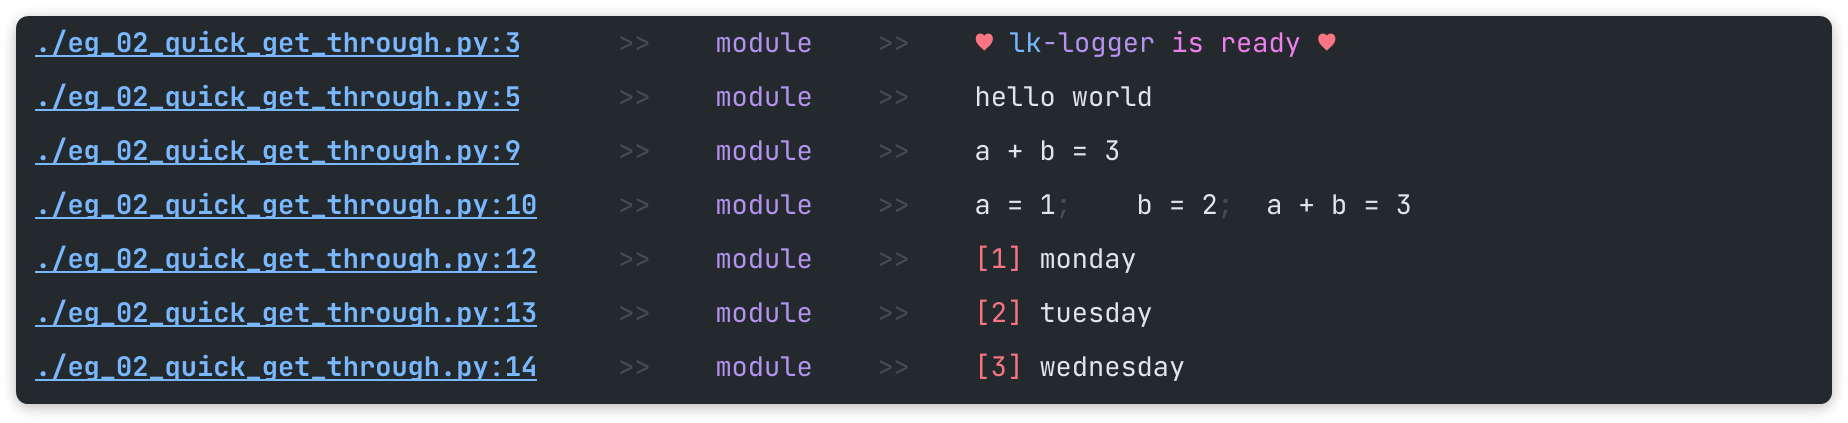 ./eg_02_quick_get_through.py:3 >> module >> ♥ lk-logger is ready ♥
./eg_02_quick_get_through.py:5 >> module >> hello world
./eg_02_quick_get_through.py:9 >> module >> a + b = 3
./eg_02_quick_get_through.py:10 >> module >> a = 1; b = 2; a + b = 3
./eg_02_quick_get_through.py:12 >> module >> [1] monday
./eg_02_quick_get_through.py:13 >> module >> [2] tuesday
./eg_02_quick_get_through.py:14 >> module >> [3] wednesday